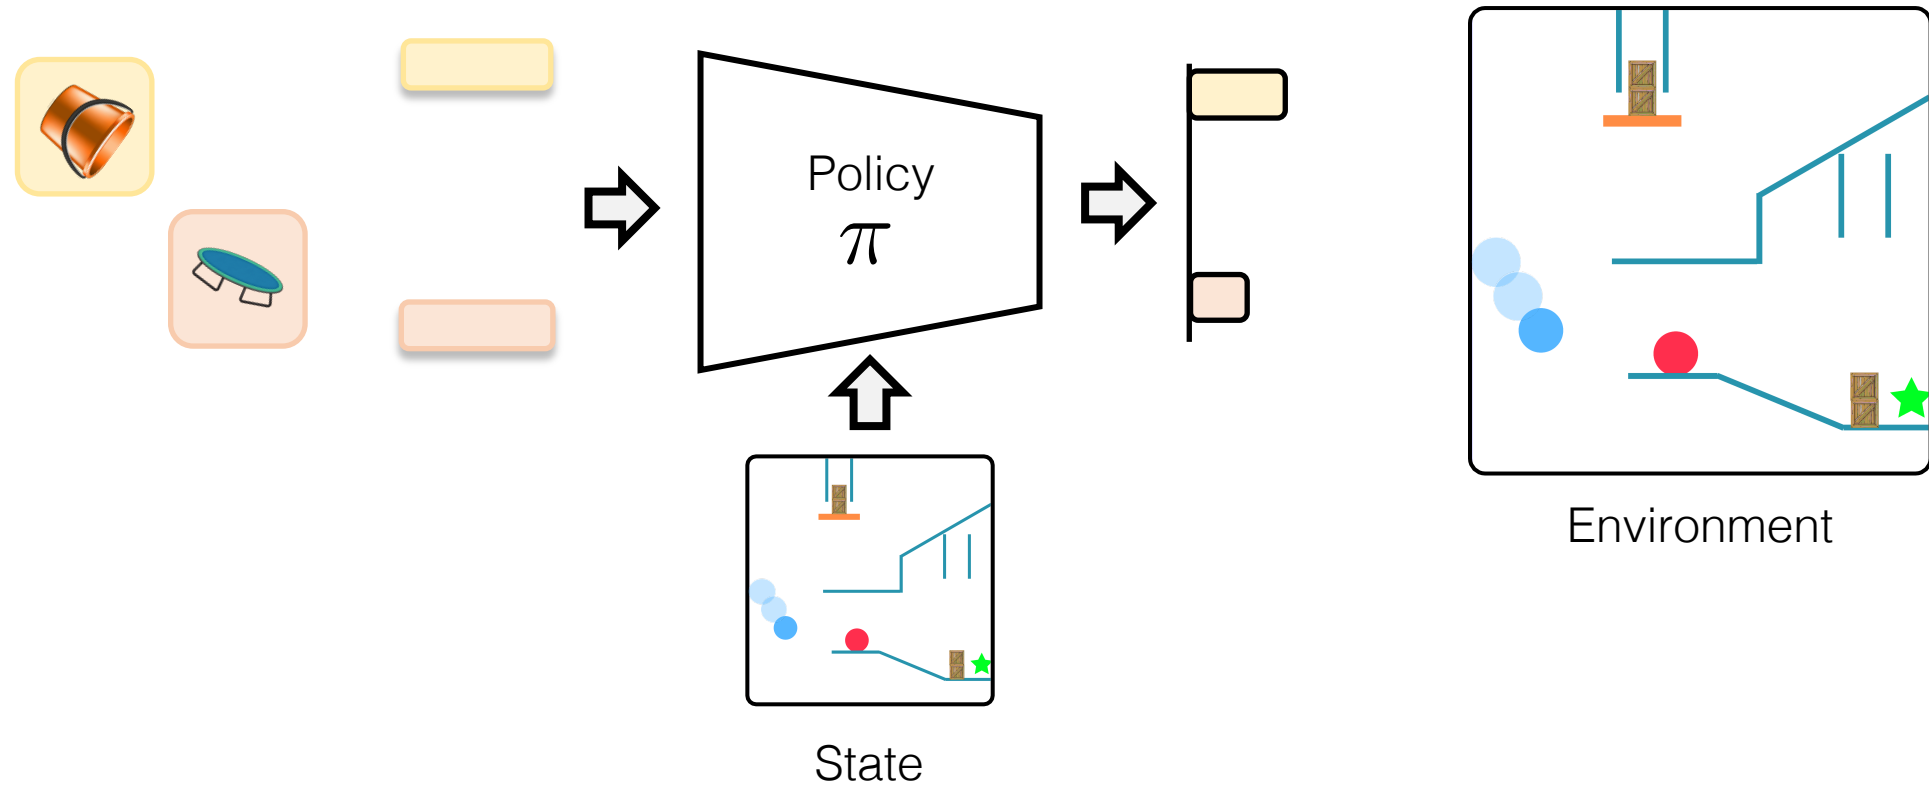 Policy
π
Environment
State